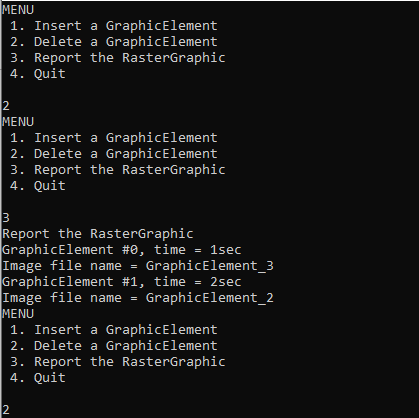 MENU
1. Insert a GraphicElement
2. Delete a GraphicElement
3. Report the RasterGraphic
4. Quit
2
MENU
1. Insert a GraphicElement
2. Delete a GraphicElement
3. Report the RasterGraphic
4. Quit
3
Report the RasterGraphic
GraphicElement #0, time = 1sec
Image file name = GraphicElement_3
GraphicElement #1, time = 2sec
Image file name = GraphicElement_2
MENU
1. Insert a GraphicElement
2. Delete a GraphicElement
3. Report the RasterGraphic
4. Quit
2